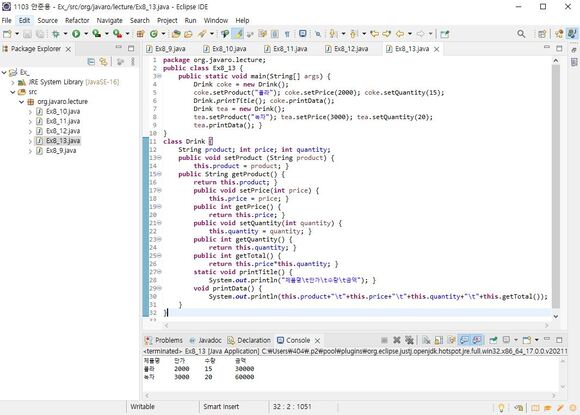 1103 안준용 - Ex_/src/org/javaro/lecture/Ex8_13.java - Eclipse IDE
File Edit Source Refactor Navigate Search Project Run Window Help
Package Explorer
Ex8_9.java Ex8_10.java Ex8_11.java Ex8_12.java Ex8_13.java
Ex_
JRE System Library [JavaSE-16]
src
org.javaro.lecture
Ex8_10.java
Ex8_11.java
Ex8_12.java
Ex8_13.java
Ex8_9.java
1 package org.javaro.lecture;
2 public class Ex8_13 {
3 public static void main(String[] args) {
4 Drink coke = new Drink();
5 coke.setProduct("콜라"); coke.setPrice(2000); coke.setQuantity(15);
6 Drink.printTitle(); coke.printData();
7 Drink tea = new Drink();
8 tea.setProduct("녹차"); tea.setPrice(3000); tea.setQuantity(20);
9 tea.printData(); }
10 }
11 class Drink {
12 String product; int price; int quantity;
13 public void setProduct (String product) {
14 this.product = product; }
15 public String getProduct() {
16 return this.product; }
17 public void setPrice(int price) {
18 this.price = price; }
19 public int getPrice() {
20 return this.price; }
21 public void setQuantity(int quantity) {
22 this.quantity = quantity; }
23 public int getQuantity() {
24 return this.quantity; }
25 public int getTotal() {
26 return this.price*this.quantity; }
27 static void printTitle() {
28 System.out.println("제품명\t단가\t수량\t금액"); }
29 void printData() {
30 System.out.println(this.product+"\t"+this.price+"\t"+this.quantity+"\t"+this.getTotal());
31 }
32 }
Problems Javadoc Declaration Console
<terminated> Ex8_13 [Java Application] C:\Users\404#.p2\pool\plugins\org.eclipse.justj.openjdk.hotspot.jre.full.win32.x86_64_17.0.0.v20211
제품명 단가 수량 금액
콜라 2000 15 30000
녹차 3000 20 60000
Writable Smart Insert 32 : 2 : 1051